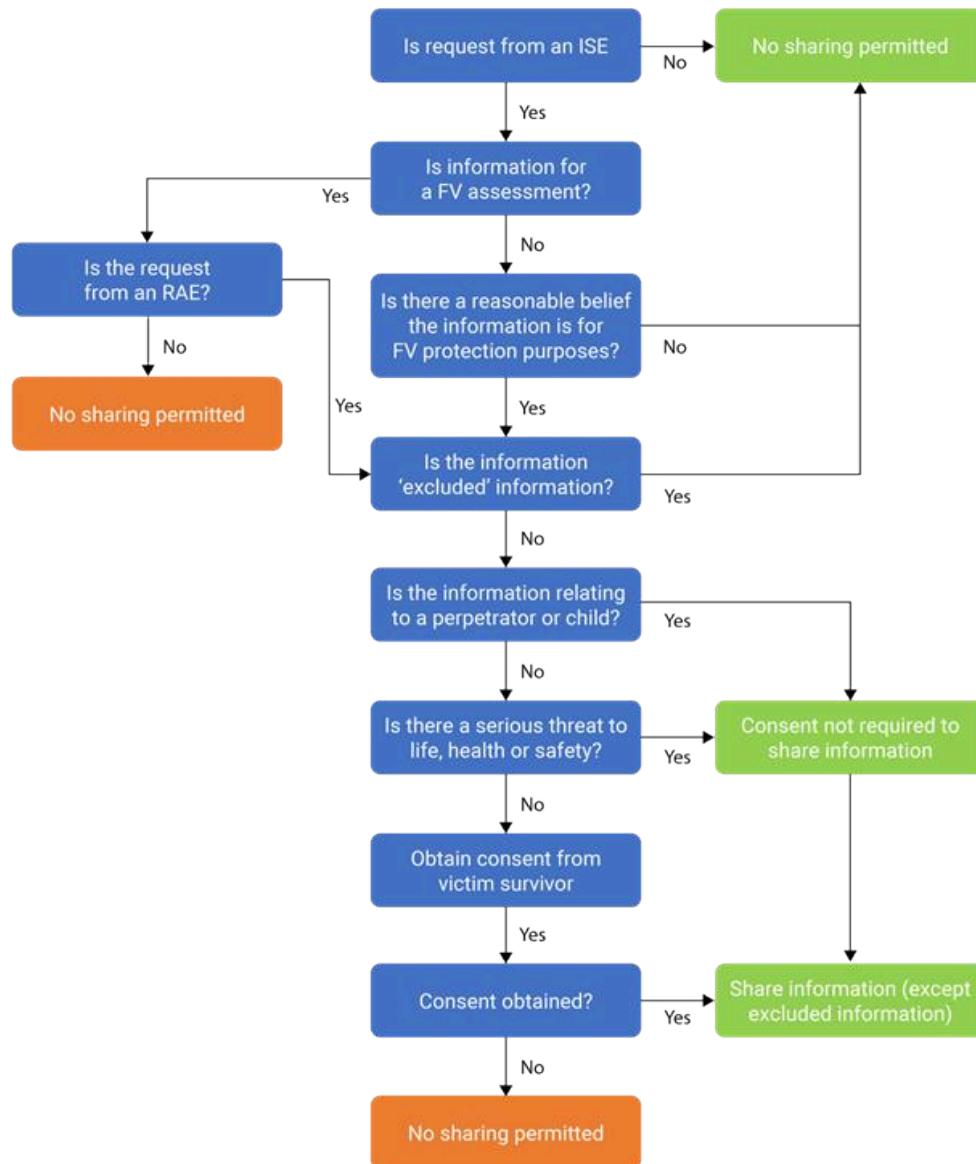 Is request from an ISE
No
No sharing permitted
Yes
Is information for
a FV assessment?
Yes
No
Is the request
from an RAE?
Is there a reasonable belief
the information is for
FV protection purposes?
No
No
Yes
No sharing permitted
Yes
Is the information
‘excluded’ information?
Yes
No
Is the information relating
to a perpetrator or child?
Yes
No
Is there a serious threat to
life, health or safety?
Yes
Consent not required to
share information
No
Obtain consent from
victim survivor
Yes
Consent obtained?
Yes
Share information (except
excluded information)
No
No sharing permitted